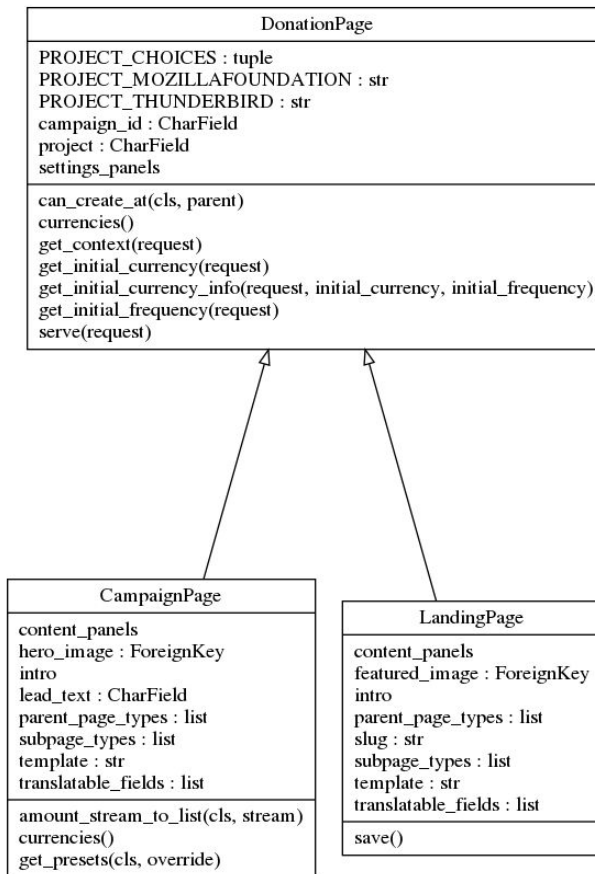 DonationPage
PROJECT_CHOICES : tuple
PROJECT_MOZILLAFOUNDATION : str
PROJECT_THUNDERBIRD : str
campaign_id : CharField
project : CharField
settings_panels
can_create_at(cls, parent)
currencies()
get_context(request)
get_initial_currency(request)
get_initial_currency_info(request, initial_currency, initial_frequency)
get_initial_frequency(request)
serve(request)
CampaignPage
content_panels
hero_image : ForeignKey
intro
lead_text : CharField
parent_page_types : list
subpage_types : list
template : str
translatable_fields : list
amount_stream_to_list(cls, stream)
currencies()
get_presets(cls, override)
LandingPage
content_panels
featured_image : ForeignKey
intro
parent_page_types : list
slug : str
subpage_types : list
template : str
translatable_fields : list
save()